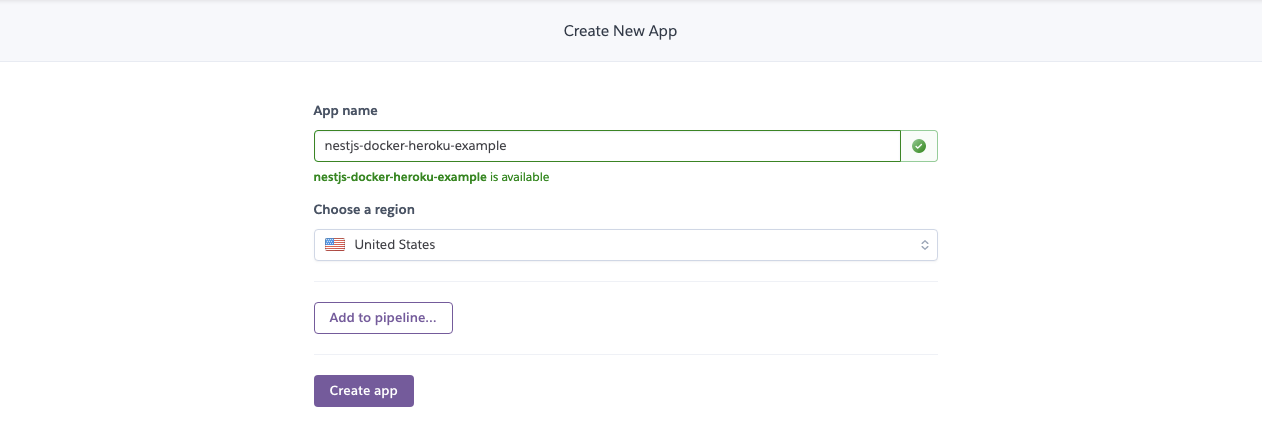 Create New App
App name
nestjs-docker-heroku-example
nestjs-docker-heroku-example is available
Choose a region
United States
Add to pipeline...
Create app